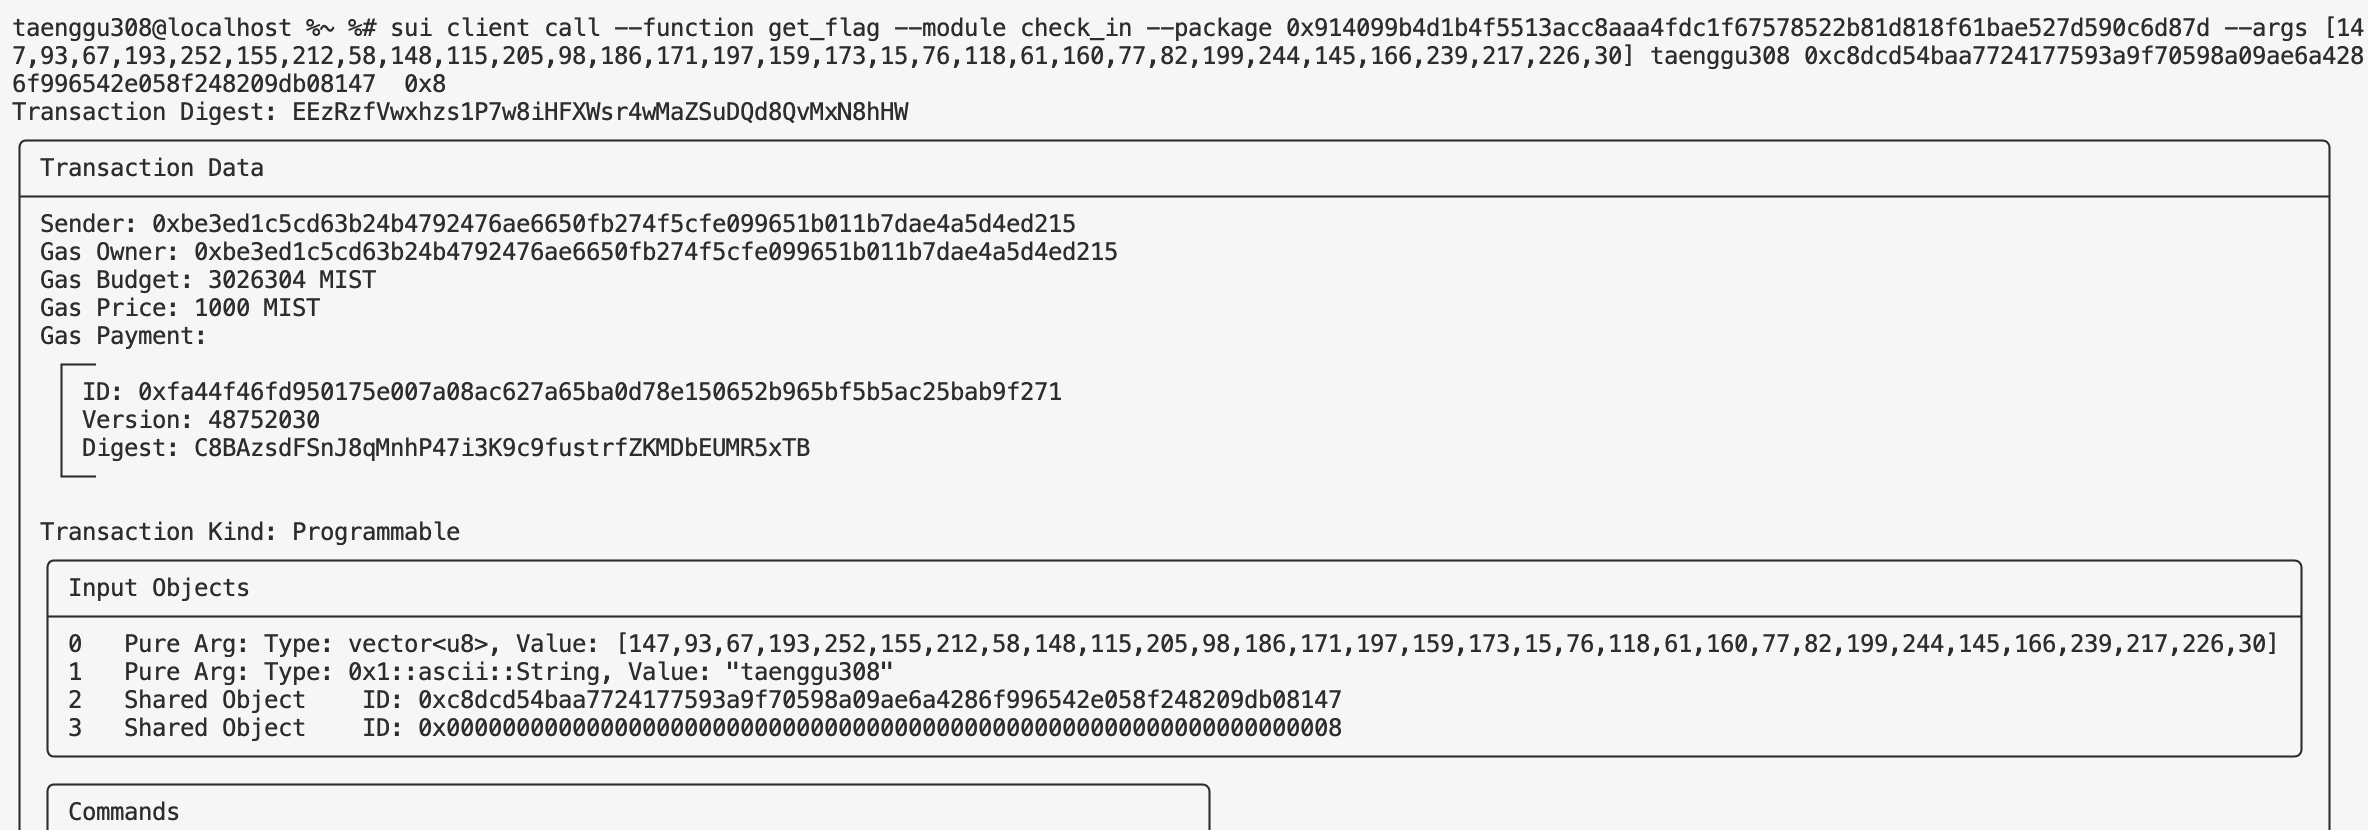 taenggu308@localhost %~ %# sui client call --function get_flag --module check_in --package 0x914099b4d1b4f5513acc8aaa4fdc1f67578522b81d818f61bae527d590c6d87d --args [14
7,93,67,193,252,155,212,58,148,115,205,98,186,171,197,159,173,15,76,118,61,160,77,82,199,244,145,166,239,217,226,30] taenggu308 0xc8dcd54baa7724177593a9f70598a09ae6a428
6f996542e058f248209db08147  0x8
Transaction Digest: EEzRzfVwxhzs1P7w8iHFXWsr4wMaZSuDQd8QvMxN8hHW
Transaction Data
Sender: 0xbe3ed1c5cd63b24b4792476ae6650fb274f5cfe099651b011b7dae4a5d4ed215
Gas Owner: 0xbe3ed1c5cd63b24b4792476ae6650fb274f5cfe099651b011b7dae4a5d4ed215
Gas Budget: 3026304 MIST
Gas Price: 1000 MIST
Gas Payment:
ID: 0xfa44f46fd950175e007a08ac627a65ba0d78e150652b965bf5b5ac25bab9f271
Version: 48752030
Digest: C8BAzsdFSnJ8qMnhP47i3K9c9fustrfZKMDbEUMR5xTB
Transaction Kind: Programmable
Input Objects
0   Pure Arg: Type: vector<u8>, Value: [147,93,67,193,252,155,212,58,148,115,205,98,186,171,197,159,173,15,76,118,61,160,77,82,199,244,145,166,239,217,226,30]
1   Pure Arg: Type: 0x1::ascii::String, Value: "taenggu308"
2   Shared Object    ID: 0xc8dcd54baa7724177593a9f70598a09ae6a4286f996542e058f248209db08147
3   Shared Object    ID: 0x0000000000000000000000000000000000000000000000000000000000000008
Commands